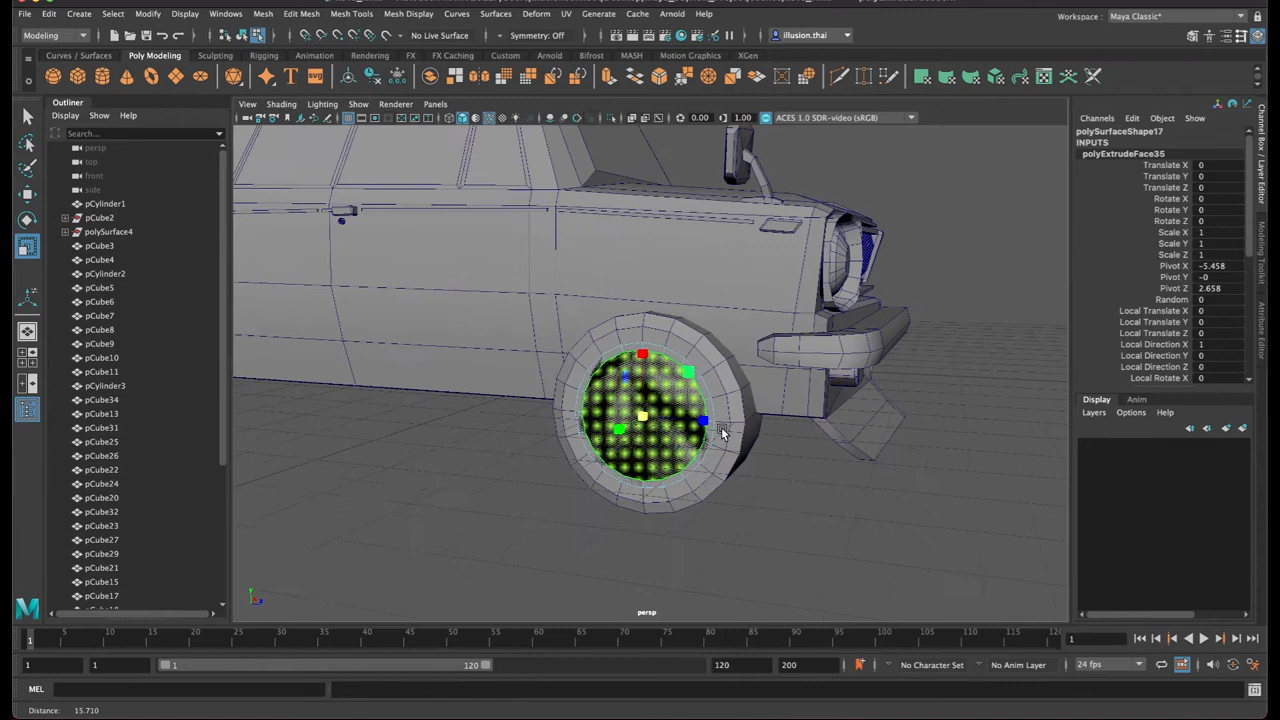 File Edit Create Select Modify Display Windows Mesh Edit Mesh Mesh Tools Mesh Display Curves Surfaces Deform UV Generate Cache Arnold Help
Workspace : Maya Classic*
Modeling No Live Surface Symmetry: Off illusion.thai
Curves / Surfaces Poly Modeling Sculpting Rigging Animation Rendering FX FX Caching Custom Arnold Bifrost MASH Motion Graphics XGen
Outliner
Display Show Help
Search...
View Shading Lighting Show Renderer Panels
0.00 1.00 ACES 1.0 SDR-video (sRGB)
persp
top
front
side
pCylinder1
pCube2
polySurface4
pCube3
pCube4
pCylinder2
pCube5
pCube6
pCube7
pCube8
pCube9
pCube10
pCube11
pCylinder3
pCube34
pCube13
pCube31
pCube25
pCube26
pCube22
pCube24
pCube20
pCube32
pCube23
pCube27
pCube29
pCube15
pCube21
pCube17
persp
Channels Edit Object Show
polySurfaceShape17
INPUTS
polyExtrudeFace35
Translate X 0
Translate Y 0
Translate Z 0
Rotate X 0
Rotate Y 0
Rotate Z 0
Scale X 1
Scale Y 1
Scale Z 1
Pivot X -5.458
Pivot Y -0
Pivot Z 2.658
Random 0
Local Translate X 0
Local Translate Y 0
Local Translate Z 0
Local Direction X 1
Local Direction Y 0
Local Direction Z 0
Local Rotate X 0
Display Anim
Layers Options Help
Channel Box / Layer Editor
Modeling Toolkit
Attribute Editor
5 10 15 20 25 30 35 40 45 50 55 60 65 70 75 80 85 90 95 100 105 110 115 120
1 1
1 1 1 120 120 200 No Character Set No Anim Layer 24 fps
MEL
Distance: 15.710